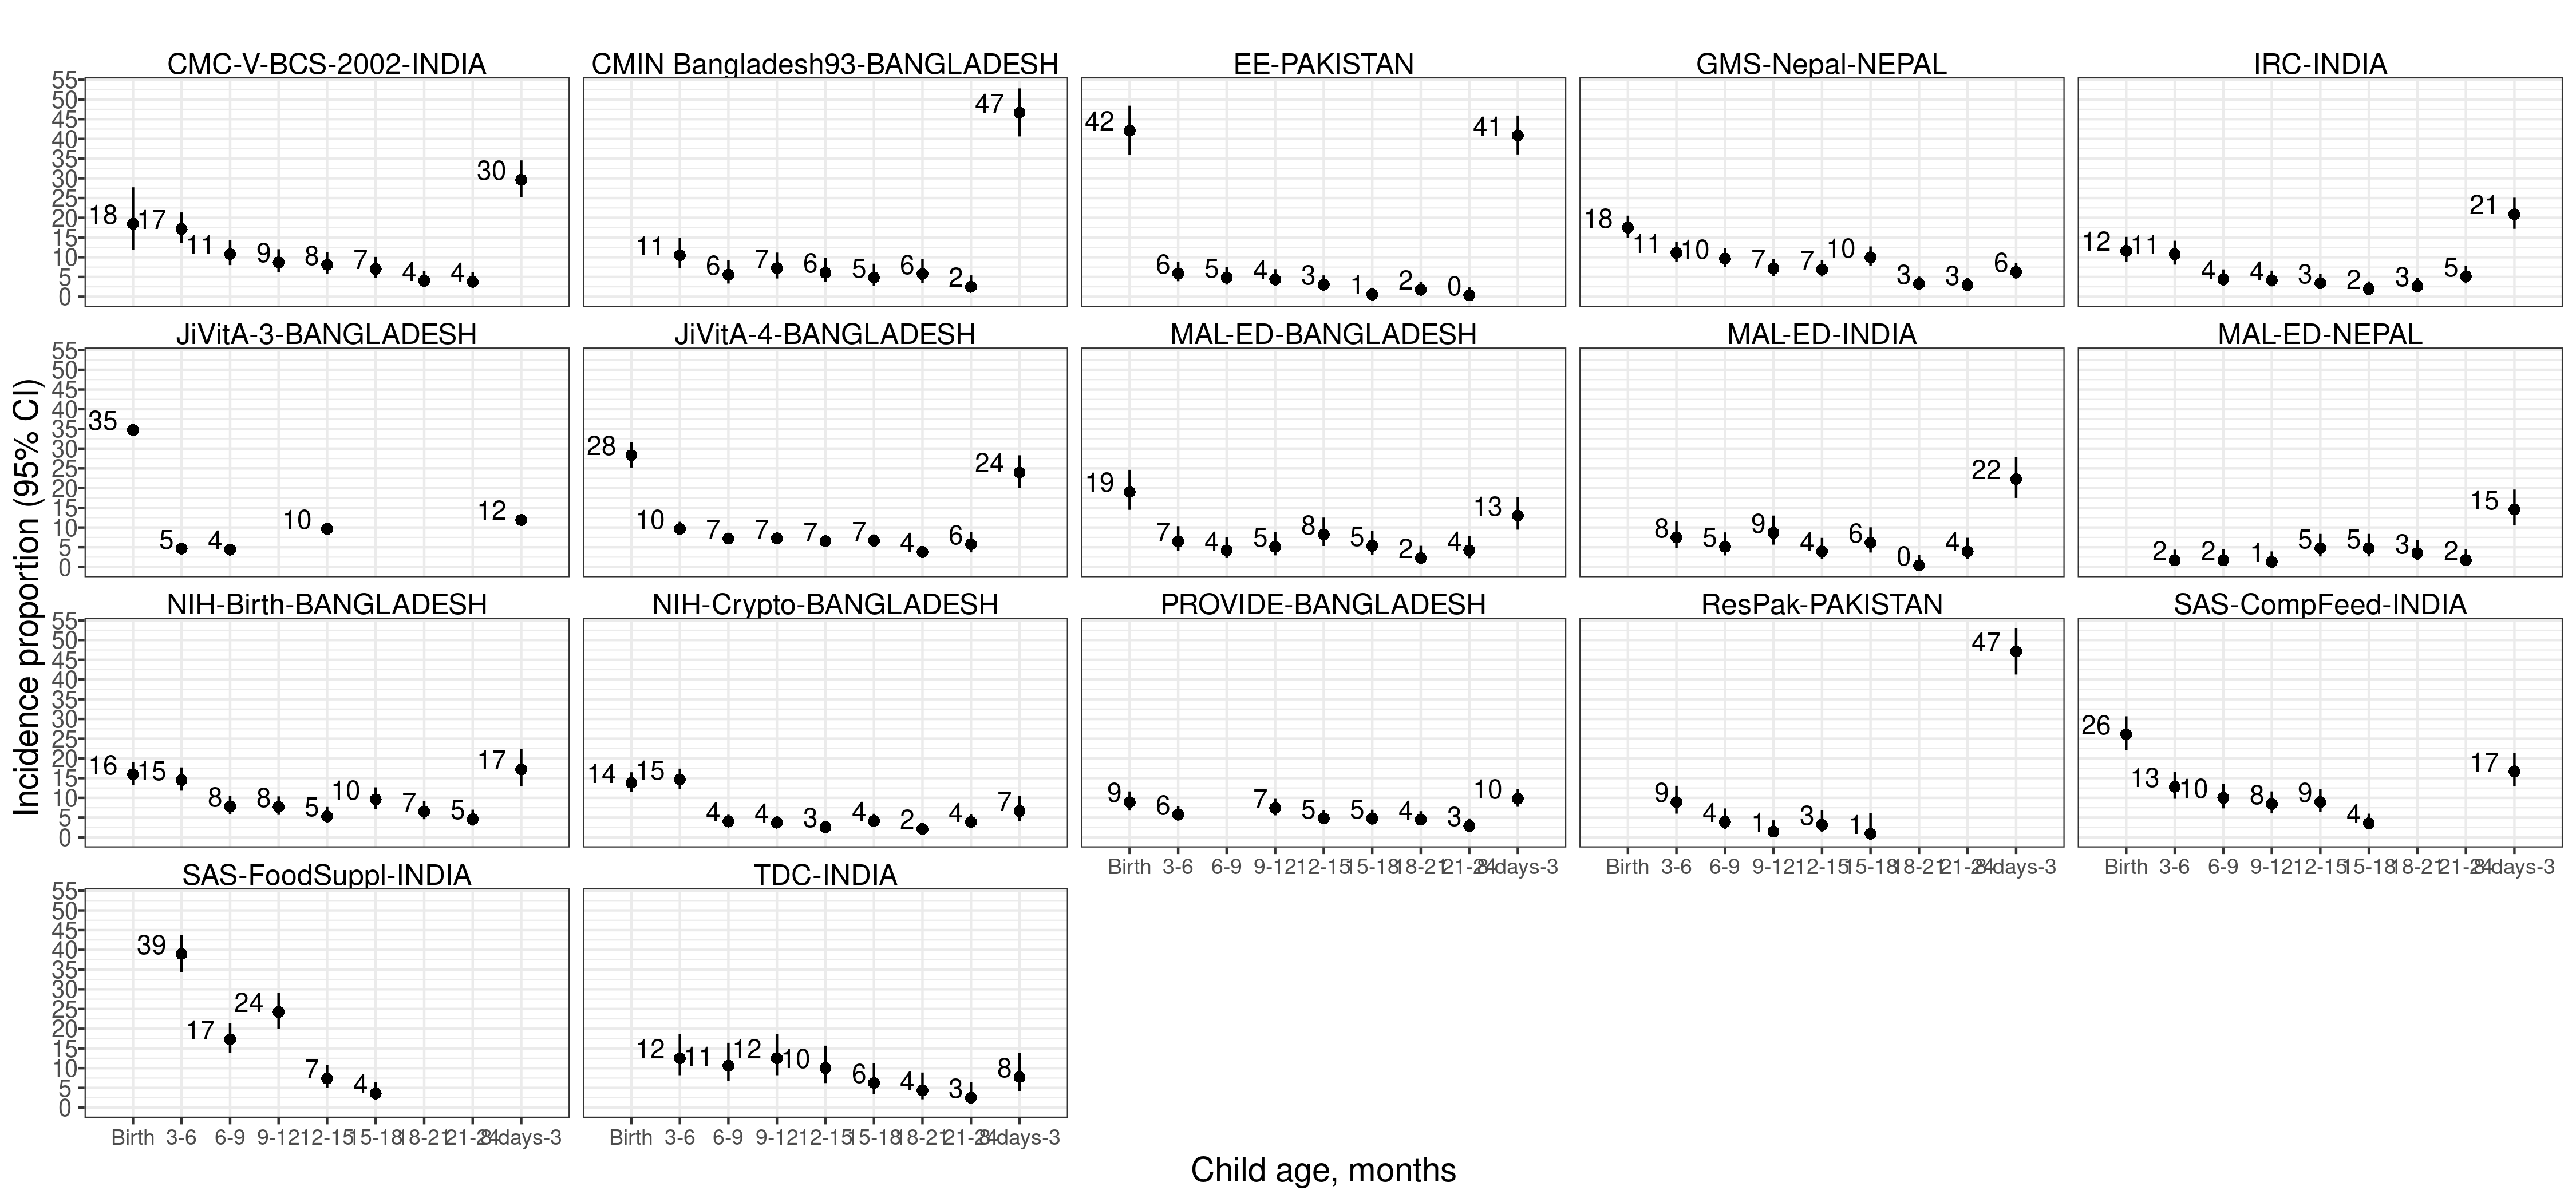 CMC-V-BCS-2002-INDIA
CMIN Bangladesh93-BANGLADESH
EE-PAKISTAN
GMS-Nepal-NEPAL
IRC-INDIA
55
50
45
40
35
30
25
20
15
10
5
0
18 17 11 9 8 7 4 4 30
11 6 7 6 5 6 2 47
42 6 5 4 3 1 2 0 41
18 11 10 7 7 10 3 3 6
12 11 4 4 3 2 3 5 21
JiVitA-3-BANGLADESH
JiVitA-4-BANGLADESH
MAL-ED-BANGLADESH
MAL-ED-INDIA
MAL-ED-NEPAL
55
50
45
40
35
30
25
20
15
10
5
0
35 5 4 10 12
28 10 7 7 7 7 4 6 24
19 7 4 5 8 5 2 4 13
8 5 9 4 6 0 4 22
2 2 1 5 5 3 2 15
Incidence proportion (95% CI)
NIH-Birth-BANGLADESH
NIH-Crypto-BANGLADESH
PROVIDE-BANGLADESH
ResPak-PAKISTAN
SAS-CompFeed-INDIA
55
50
45
40
35
30
25
20
15
10
5
0
16 15 8 8 5 10 7 5 17
14 15 4 4 3 4 2 4 7
9 6 7 5 5 4 3 10
9 4 1 3 1 47
26 13 10 8 9 4 17
Birth 3-6 6-9 9-12 12-15 15-18 18-21 21-24 8 days-3
Birth 3-6 6-9 9-12 12-15 15-18 18-21 21-24 8 days-3
Birth 3-6 6-9 9-12 12-15 15-18 18-21 21-24 8 days-3
SAS-FoodSuppl-INDIA
TDC-INDIA
55
50
45
40
35
30
25
20
15
10
5
0
39 17 24 7 4
12 11 12 10 6 4 3 8
Birth 3-6 6-9 9-12 12-15 15-18 18-21 21-24 8 days-3
Birth 3-6 6-9 9-12 12-15 15-18 18-21 21-24 8 days-3
Child age, months